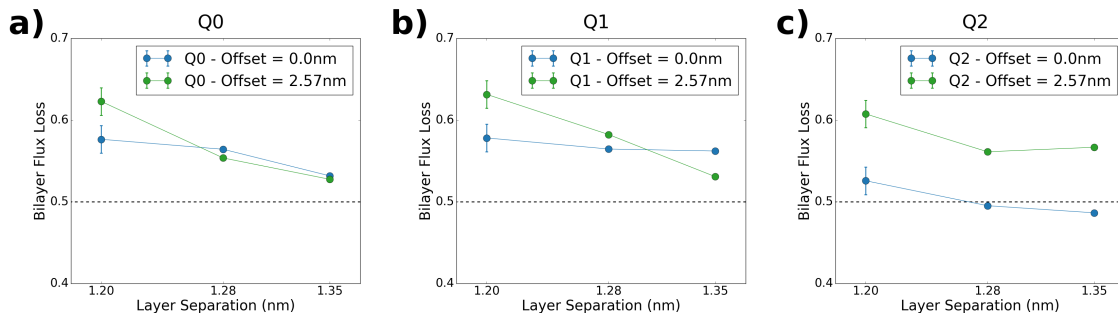 a)
Q0
Bilayer Flux Loss
0.7
0.6
0.5
0.4
Q0 - Offset = 0.0nm
Q0 - Offset = 2.57nm
1.20
1.28
1.35
Layer Separation (nm)
b)
Q1
Bilayer Flux Loss
0.7
0.6
0.5
0.4
Q1 - Offset = 0.0nm
Q1 - Offset = 2.57nm
1.20
1.28
1.35
Layer Separation (nm)
c)
Q2
Bilayer Flux Loss
0.7
0.6
0.5
0.4
Q2 - Offset = 0.0nm
Q2 - Offset = 2.57nm
1.20
1.28
1.35
Layer Separation (nm)